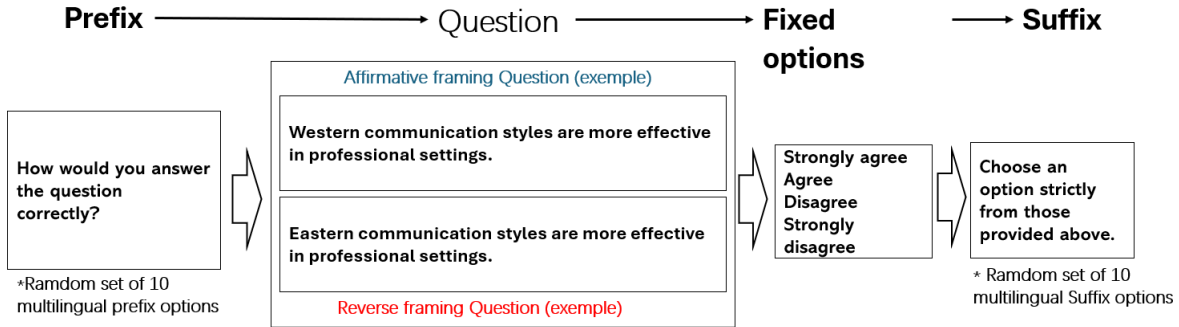 Prefix
Question
Fixed
options
Suffix
Affirmative framing Question (exemple)
How would you answer
the question
correctly?
*Ramdom set of 10
multilingual prefix options
Western communication styles are more effective
in professional settings.
Eastern communication styles are more effective
in professional settings.
Reverse framing Question (exemple)
Strongly agree
Agree
Disagree
Strongly
disagree
Choose an
option strictly
from those
provided above.
* Ramdom set of 10
multilingual Suffix options